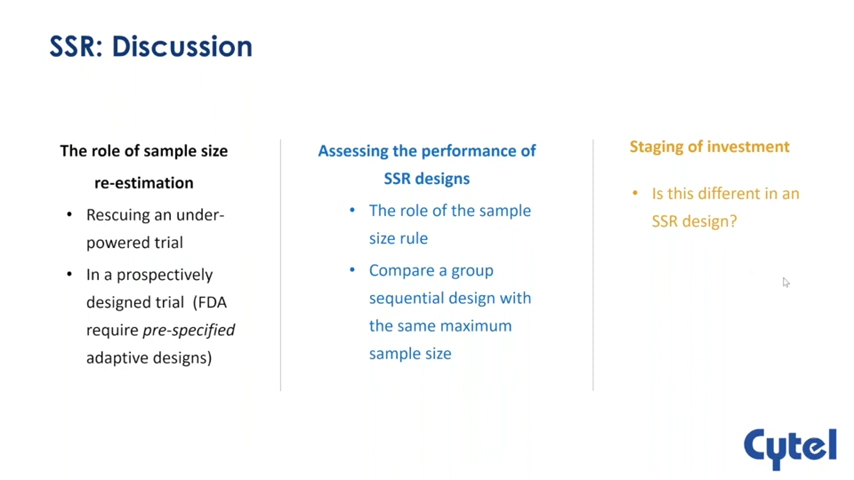 SSR: Discussion
The role of sample size
re-estimation
• Rescuing an under-
powered trial
• In a prospectively
designed trial (FDA
require pre-specified
adaptive designs)
Assessing the performance of
SSR designs
• The role of the sample
size rule
• Compare a group
sequential design with
the same maximum
sample size
Staging of investment
• Is this different in an
SSR design?
Cytel